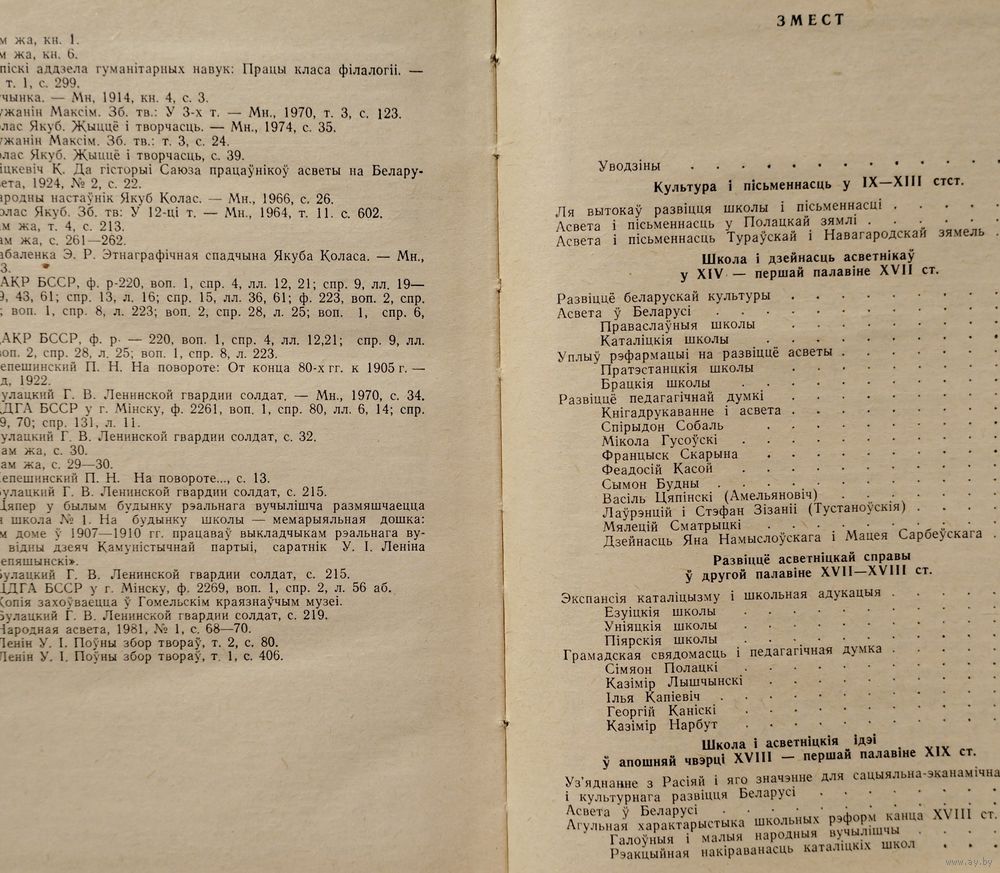 м жа, кн. 1.
м жа, кн. 6.
піскі аддзела гуманітарных навук: Працы класа філалогіі. —
т. 1, с. 299.
чынка. — Мн, 1914, кн. 4, с. 3.
ужанін Максім. Зб. тв.: У 3-х т. — Мн., 1970, т. 3, с. 123.
олас Якуб. Жыццё і творчасць. — Мн., 1974, с. 35.
ужанін Максім. Зб. тв.: т. 3, с. 24.
олас Якуб. Жыццё і творчасць, с. 39.
іцкевіч К. Да гісторыі Саюза працаўнікоў асветы на Белару-
ета, 1924, № 2, с. 22.
ародны настаўнік Якуб Колас. — Мн., 1966, с. 26.
олас Якуб. Зб. тв: У 12-ці т. — Мн., 1964, т. 11. с. 602.
ам жа, т. 4, с. 213.
ам жа, с. 261—262.
абаленка Э. Р. Этнаграфічная спадчына Якуба Коласа. — Мн.,
3.
АКР БССР, ф. р-220, воп. 1, спр. 4, лл. 12, 21; спр. 9, лл. 19—
9, 43, 61; спр. 13, л. 16; спр. 15, лл. 36, 61; ф. 223, воп. 2, спр.
; воп. 1, спр. 8, л. 223; воп. 2, спр. 28, л. 25; воп. 1, спр. 6,
ДАКР БССР, ф. р- — 220, воп. 1, спр. 4, лл. 12,21; спр. 9, лл.
воп. 2, спр. 28, л. 25; воп. 1, спр. 8, л. 223.
епешинский П. Н. На повороте: От конца 80-х гг. к 1905 г. —
д, 1922.
улацкий Г. В. Ленинской гвардии солдат. — Мн., 1970, с. 34.
ЦДГА БССР у г. Мінску, ф. 2261, воп. 1, спр. 80, лл. 6, 14; спр.
9, 70; спр. 131, л. 11.
улацкий Г. В. Ленинской гвардии солдат, с. 32.
ам жа, с. 30.
ам жа, с. 29—30.
епешинский П. Н. На повороте..., с. 13.
Булацкий Г. В. Ленинской гвардии солдат, с. 215.
Цяпер у былым будынку рэальнага вучылішча размяшчаецца
я школа № 1. На будынку школы — мемарыяльная дошка:
м доме ў 1907—1910 гг. працаваў выкладчыкам рэальнага ву-
відны дзеяч Камуністычнай партыі, саратнік У. І. Леніна
епяшынскі».
Булацкий Г. В. Ленинской гвардии солдат, с. 215.
ЦДГА БССР у г. Мінску, ф. 2269, воп. 1, спр. 2, л. 56 аб.
Копія захоўваецца ў Гомельскім краязнаўчым музеі.
Булацкий Г. В. Ленинской гвардии солдат, с. 219.
Народная асвета, 1981, № 1, с. 68—70.
Ленін У. І. Поўны збор твораў, т. 2, с. 80.
Ленін У. І. Поўны збор твораў, т. 1, с. 406.
ЗМЕСТ
Уводзіны
Культура і пісьменнасць у IX—XIII стст.
Ля вытокаў развіцця школы і пісьменнасці
Асвета і пісьменнасць у Полацкай зямлі
Асвета і пісьменнасць Тураўскай і Навагародскай зямель
Школа і дзейнасць асветнікаў
у XIV — першай палавіне XVII ст.
Развіццё беларускай культуры
Асвета ў Беларусі
Праваслаўныя школы
Каталіцкія школы
Уплыў рэфармацыі на развіццё асветы
Пратэстанцкія школы
Брацкія школы
Развіццё педагагічнай думкі
Кнігадрукаванне і асвета
Спірыдон Собаль
Мікола Гусоўскі
Францыск Скарына
Феадосій Касой
Сымон Будны
Васіль Цяпінскі (Амельяновіч)
Лаўрэнцій і Стэфан Зізаніі (Тустаноўскія)
Мялецій Сматрыцкі
Дзейнасць Яна Намыслоўскага і Мацея Сарбеўскага
Развіццё асветніцкай справы
ў другой палавіне XVII—XVIII ст.
Экспансія каталіцызму і школьная адукацыя
Езуіцкія школы
Уніяцкія школы
Піярскія школы
Грамадская свядомасць і педагагічная думка
Сімяон Полацкі
Казімір Лышчынскі
Ілья Капіевіч
Георгій Каніскі
Казімір Нарбут
Школа і асветніцкія ідэі
ў апошняй чвэрці XVIII — першай палавіне XIX ст.
Уз'яднанне з Расіяй і яго значэнне для сацыяльна-эканамічна
і культурнага развіцця Беларусі
Асвета ў Беларусі
Агульная характарыстыка школьных рэформ канца XVIII ст.
Галоўныя і малыя народныя вучылішчы
Рэакцыйная накіраванасць каталіцкіх школ
www.ay.by